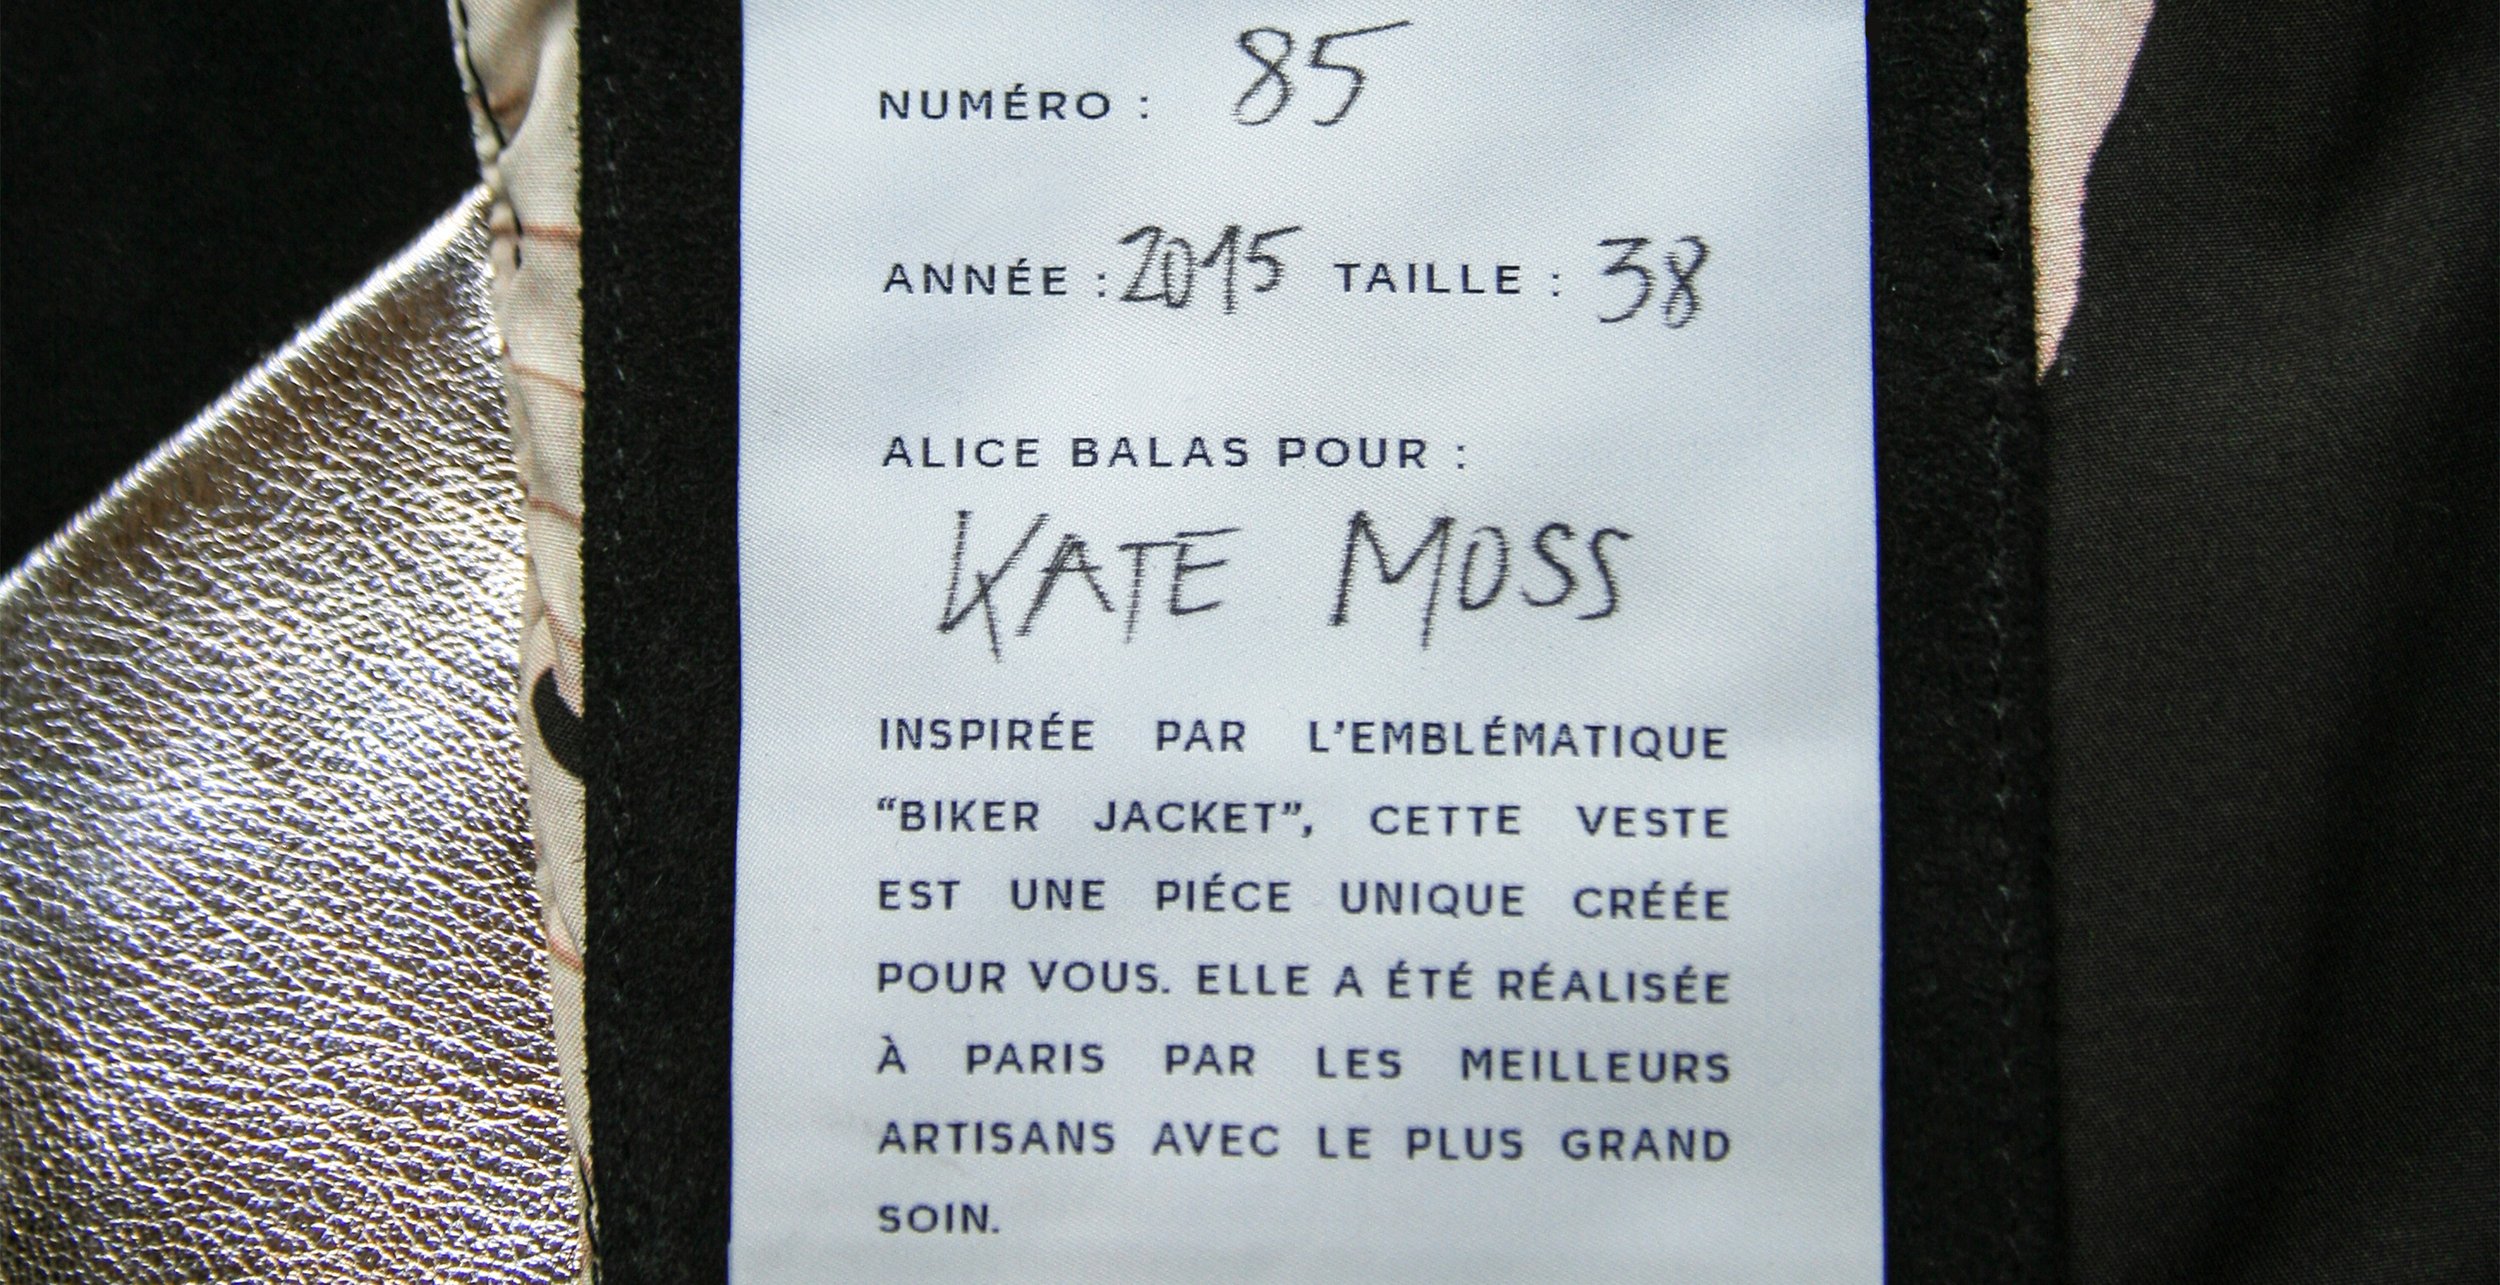 NUMÉRO : 85
ANNÉE : 2015 TAILLE : 38
ALICE BALAS POUR :
KATE MOSS
INSPIRÉE PAR L’EMBLÉMATIQUE
“BIKER JACKET”, CETTE VESTE
EST UNE PIÉCE UNIQUE CRÉÉE
POUR VOUS. ELLE A ÉTÉ RÉALISÉE
À PARIS PAR LES MEILLEURS
ARTISANS AVEC LE PLUS GRAND
SOIN.